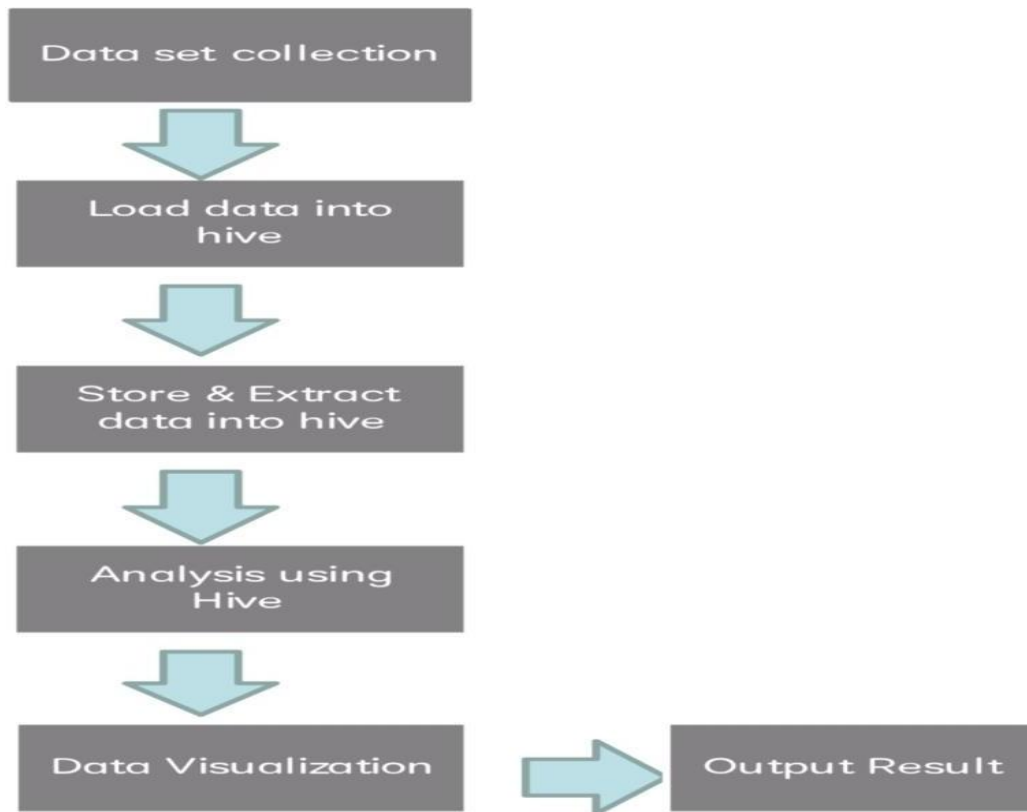 Data set collection
Load data into
hive
Store & Extract
data into hive
Analysis using
Hive
Data Visualization
Output Result